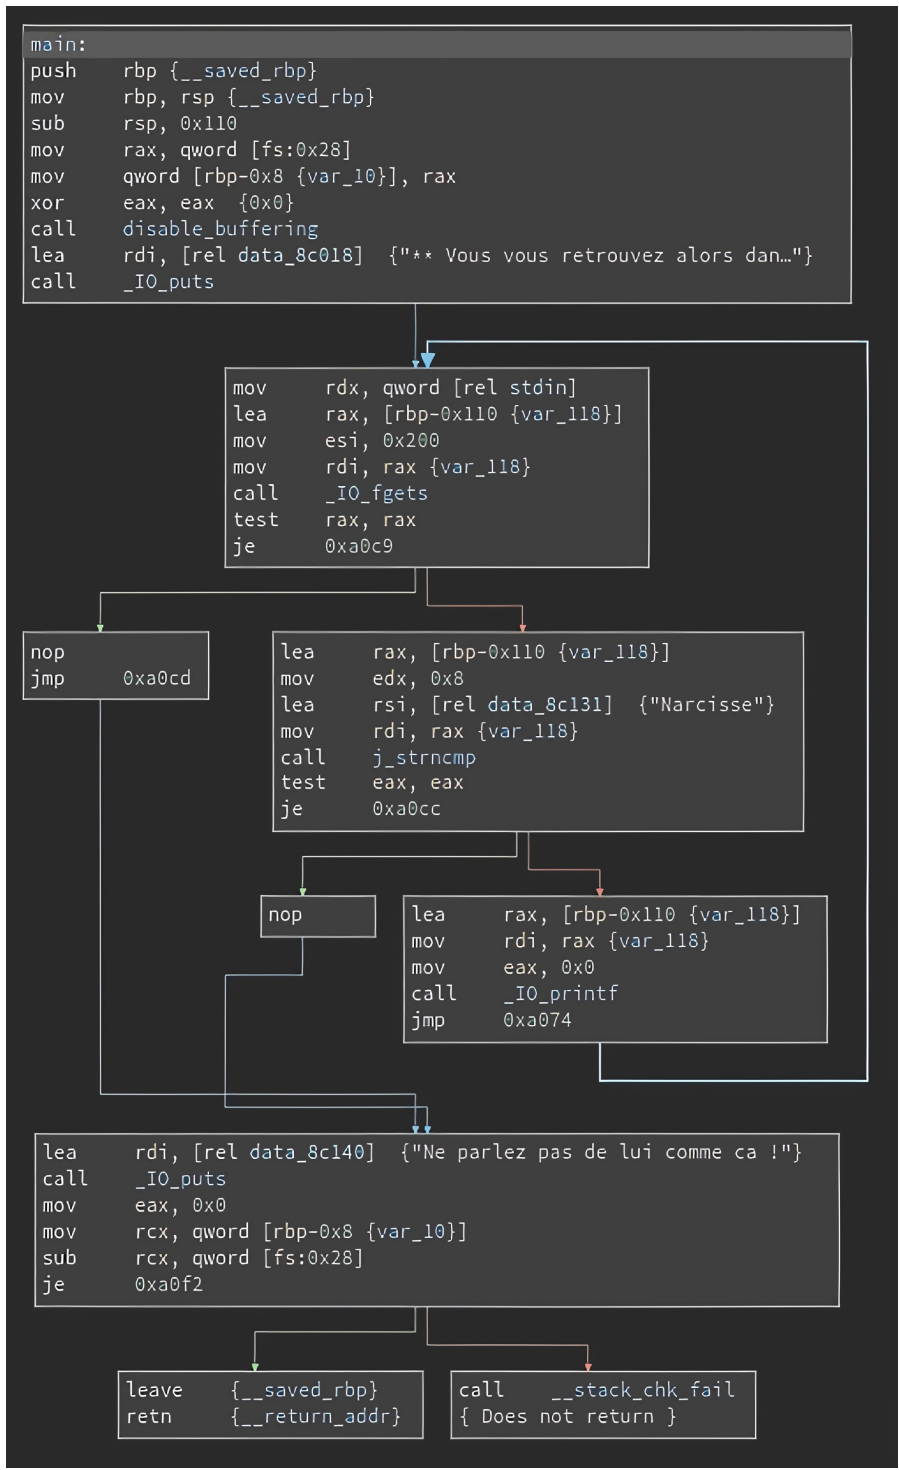 main:
push rbp {__saved_rbp}
mov rbp, rsp {__saved_rbp}
sub rsp, 0x110
mov rax, qword [fs:0x28]
mov qword [rbp-0x8 {var_10}], rax
xor eax, eax {0x0}
call disable_buffering
lea rdi, [rel data_8c018] {"** Vous vous retrouvez alors dan…"}
call _IO_puts
mov rdx, qword [rel stdin]
lea rax, [rbp-0x110 {var_118}]
mov esi, 0x200
mov rdi, rax {var_118}
call _IO_fgets
test rax, rax
je 0xa0c9
nop
jmp 0xa0cd
lea rax, [rbp-0x110 {var_118}]
mov edx, 0x8
lea rsi, [rel data_8c131] {"Narcisse"}
mov rdi, rax {var_118}
call j_strncmp
test eax, eax
je 0xa0cc
nop
lea rax, [rbp-0x110 {var_118}]
mov rdi, rax {var_118}
mov eax, 0x0
call _IO_printf
jmp 0xa074
lea rdi, [rel data_8c140] {"Ne parlez pas de lui comme ca !"}
call _IO_puts
mov eax, 0x0
mov rcx, qword [rbp-0x8 {var_10}]
sub rcx, qword [fs:0x28]
je 0xa0f2
leave {__saved_rbp}
retn {__return_addr}
call __stack_chk_fail
{ Does not return }